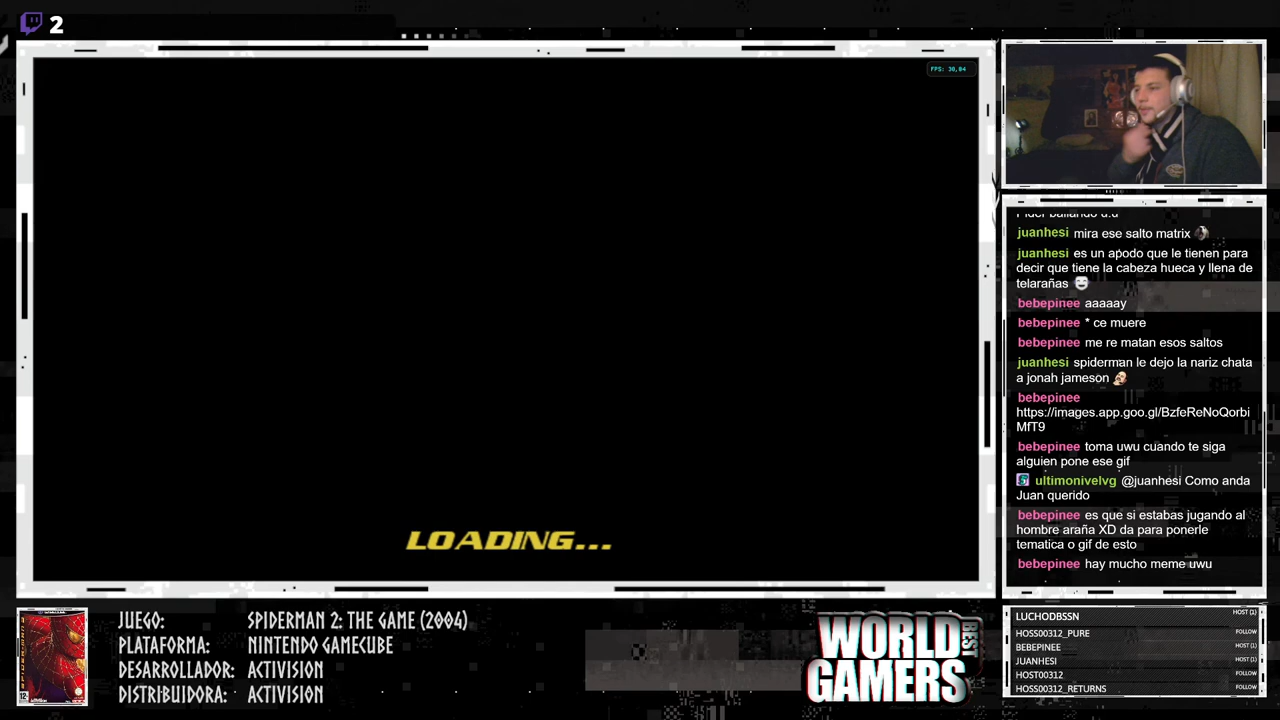 2
FPS: 30,04
juanhesi mira ese salto matrix
juanhesi es un apodo que le tienen para
decir que tiene la cabeza hueca y llena de
telarañas
bebepinee aaaaay
bebepinee * ce muere
bebepinee me re matan esos saltos
juanhesi spiderman le dejo la nariz chata
a jonah jameson
bebepinee
https://images.app.goo.gl/BzfeReNoQorbi
MfT9
bebepinee toma uwu cuando te siga
alguien pone ese gif
ultimonivelvg @juanhesi Como anda
Juan querido
bebepinee es que si estabas jugando al
hombre araña XD da para ponerle
tematica o gif de esto
bebepinee hay mucho meme uwu
LOADING...
JUEGO: SPIDERMAN 2: THE GAME (2004)
PLATAFORMA: NINTENDO GAMECUBE
DESARROLLADOR: ACTIVISION
DISTRIBUIDORA: ACTIVISION
WORLD
BEST
GAMERS
LUCHODBSSN HOST (1)
HOSS00312_PURE FOLLOW
BEBEPINEE HOST (1)
JUANHESI HOST (1)
HOST00312 FOLLOW
HOSS00312_RETURNS FOLLOW